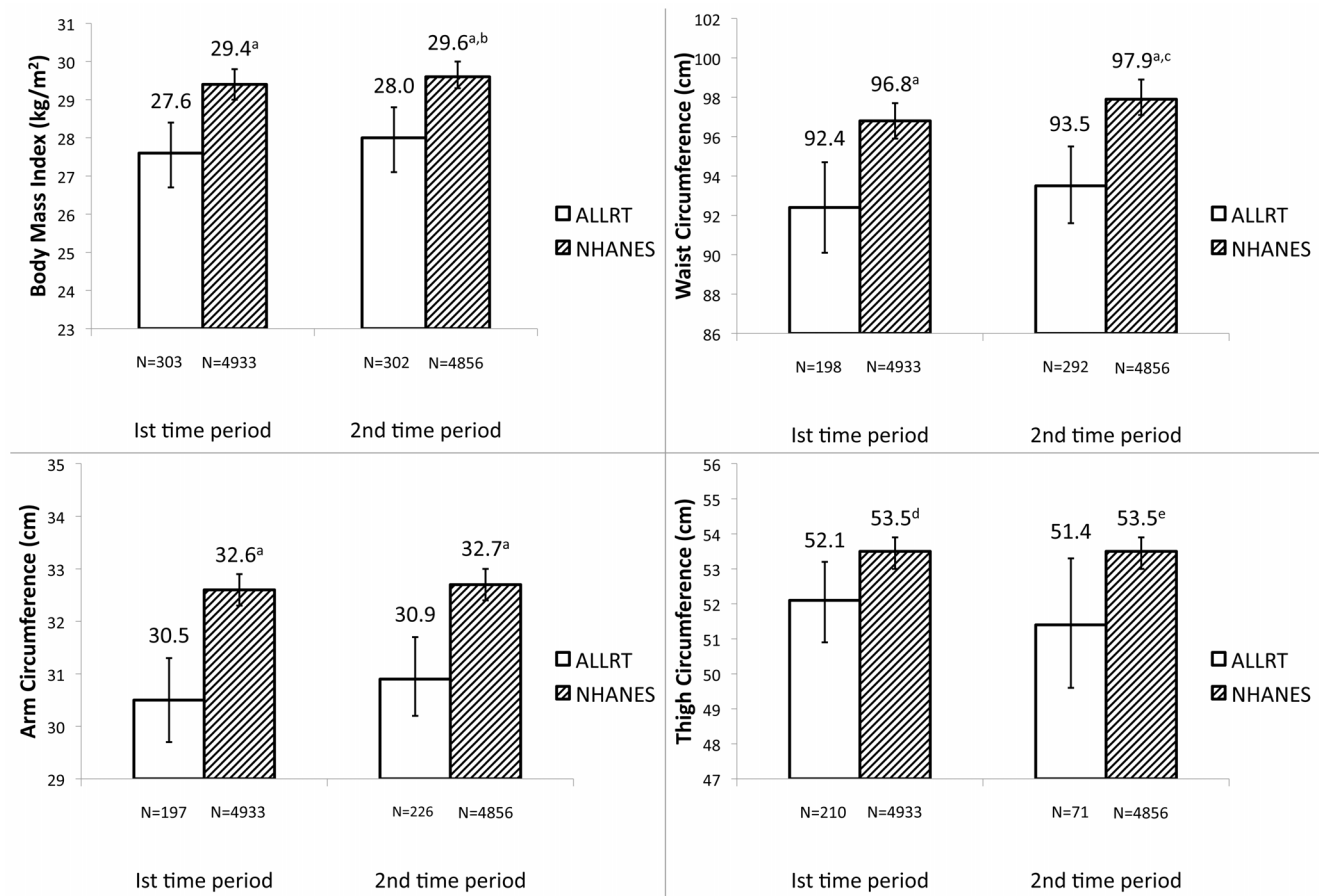 Body Mass Index (kg/m²)
31
30
29
28
27
26
25
24
23
27.6
29.4ᵃ
28.0
29.6ᵃ,ᵇ
N=303 N=4933 N=302 N=4856
Ist time period 2nd time period
ALLRT
NHANES
Waist Circumference (cm)
102
100
98
96
94
92
90
88
86
92.4
96.8ᵃ
93.5
97.9ᵃ,ᶜ
N=198 N=4933 N=292 N=4856
Ist time period 2nd time period
ALLRT
NHANES
Arm Circumference (cm)
35
34
33
32
31
30
29
30.5
32.6ᵃ
30.9
32.7ᵃ
N=197 N=4933 N=226 N=4856
Ist time period 2nd time period
ALLRT
NHANES
Thigh Circumference (cm)
56
55
54
53
52
51
50
49
48
47
52.1
53.5ᵈ
51.4
53.5ᵉ
N=210 N=4933 N=71 N=4856
Ist time period 2nd time period
ALLRT
NHANES